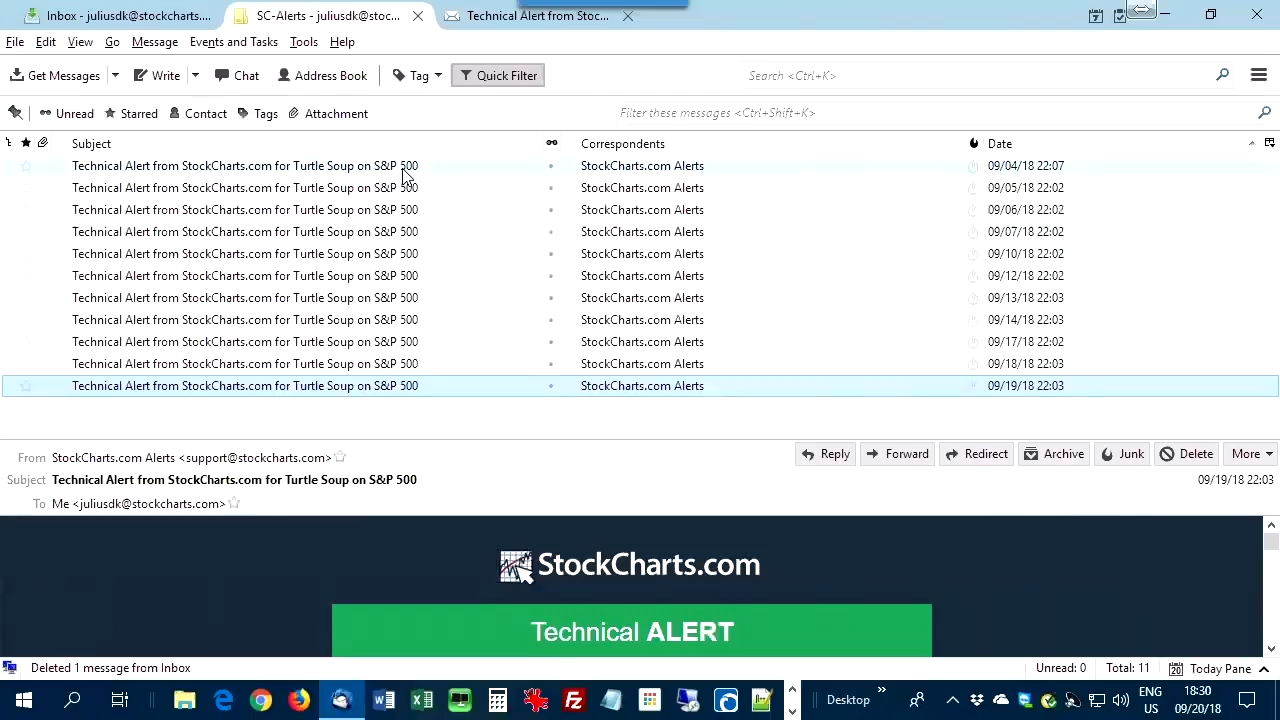 Inbox - juliusdk@stockcharts. SC-Alerts - juliusdk@stoc... Technical Alert from Stoc...
File Edit View Go Message Events and Tasks Tools Help
Get Messages Write Chat Address Book Tag Quick Filter Search <Ctrl+K>
Unread Starred Contact Tags Attachment Filter these messages <Ctrl+Shift+K>
Subject Correspondents Date
Technical Alert from StockCharts.com for Turtle Soup on S&P 500 StockCharts.com Alerts 09/04/18 22:07
Technical Alert from StockCharts.com for Turtle Soup on S&P 500 StockCharts.com Alerts 09/05/18 22:02
Technical Alert from StockCharts.com for Turtle Soup on S&P 500 StockCharts.com Alerts 09/06/18 22:02
Technical Alert from StockCharts.com for Turtle Soup on S&P 500 StockCharts.com Alerts 09/07/18 22:02
Technical Alert from StockCharts.com for Turtle Soup on S&P 500 StockCharts.com Alerts 09/10/18 22:02
Technical Alert from StockCharts.com for Turtle Soup on S&P 500 StockCharts.com Alerts 09/12/18 22:02
Technical Alert from StockCharts.com for Turtle Soup on S&P 500 StockCharts.com Alerts 09/13/18 22:03
Technical Alert from StockCharts.com for Turtle Soup on S&P 500 StockCharts.com Alerts 09/14/18 22:03
Technical Alert from StockCharts.com for Turtle Soup on S&P 500 StockCharts.com Alerts 09/17/18 22:02
Technical Alert from StockCharts.com for Turtle Soup on S&P 500 StockCharts.com Alerts 09/18/18 22:03
Technical Alert from StockCharts.com for Turtle Soup on S&P 500 StockCharts.com Alerts 09/19/18 22:03
From StockCharts.com Alerts <support@stockcharts.com> Reply Forward Redirect Archive Junk Delete More
Subject Technical Alert from StockCharts.com for Turtle Soup on S&P 500 09/19/18 22:03
To Me <juliusdk@stockcharts.com>
StockCharts.com
Technical ALERT
Deleted 1 message from Inbox Unread: 0 Total: 11 Today Pane
Desktop ENG
US 09/20/18